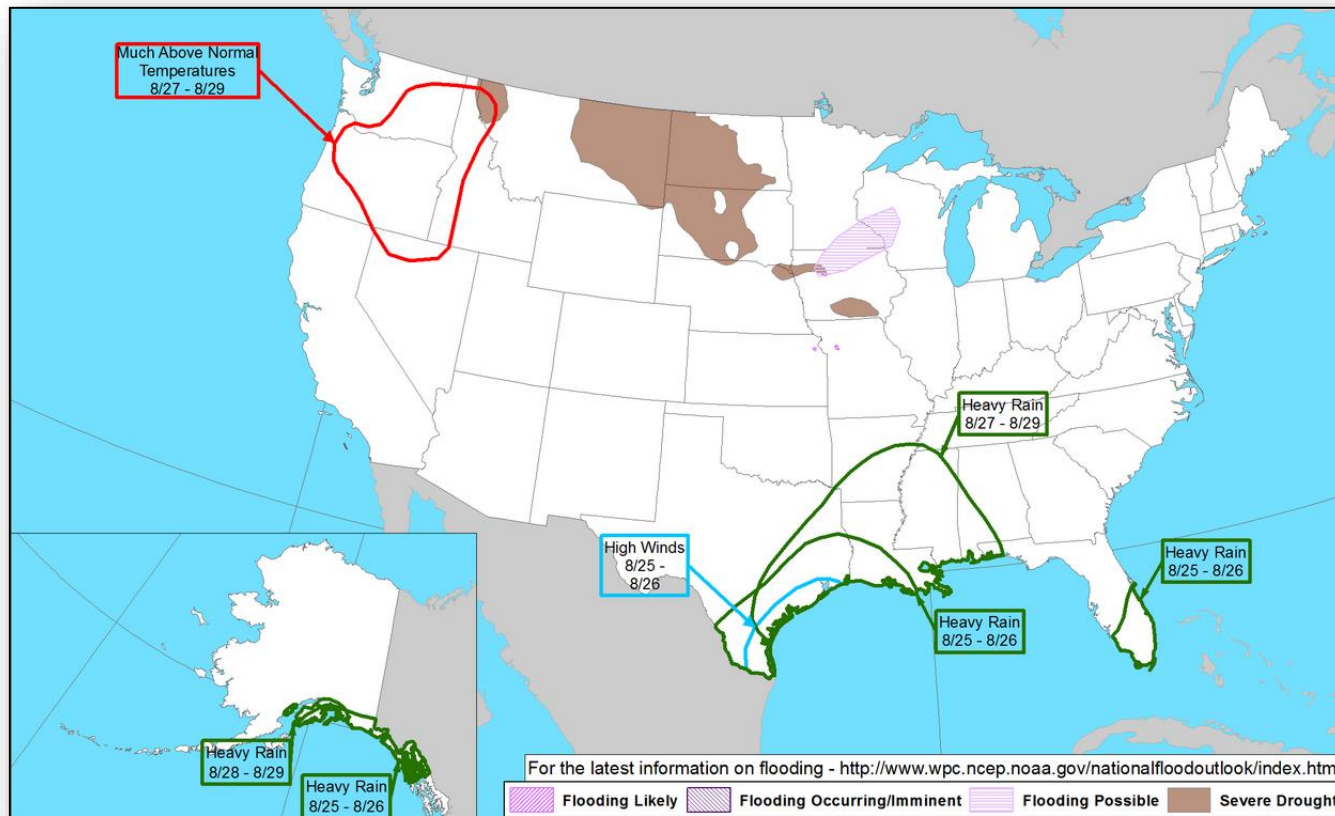 Much Above Normal
Temperatures
8/27 - 8/29
Heavy Rain
8/27 - 8/29
High Winds
8/25 -
8/26
Heavy Rain
8/25 - 8/26
Heavy Rain
8/25 - 8/26
Heavy Rain
8/28 - 8/29
Heavy Rain
8/25 - 8/26
For the latest information on flooding - http://www.wpc.ncep.noaa.gov/nationalfloodoutlook/index.htm
Flooding Likely
Flooding Occurring/Imminent
Flooding Possible
Severe Drought